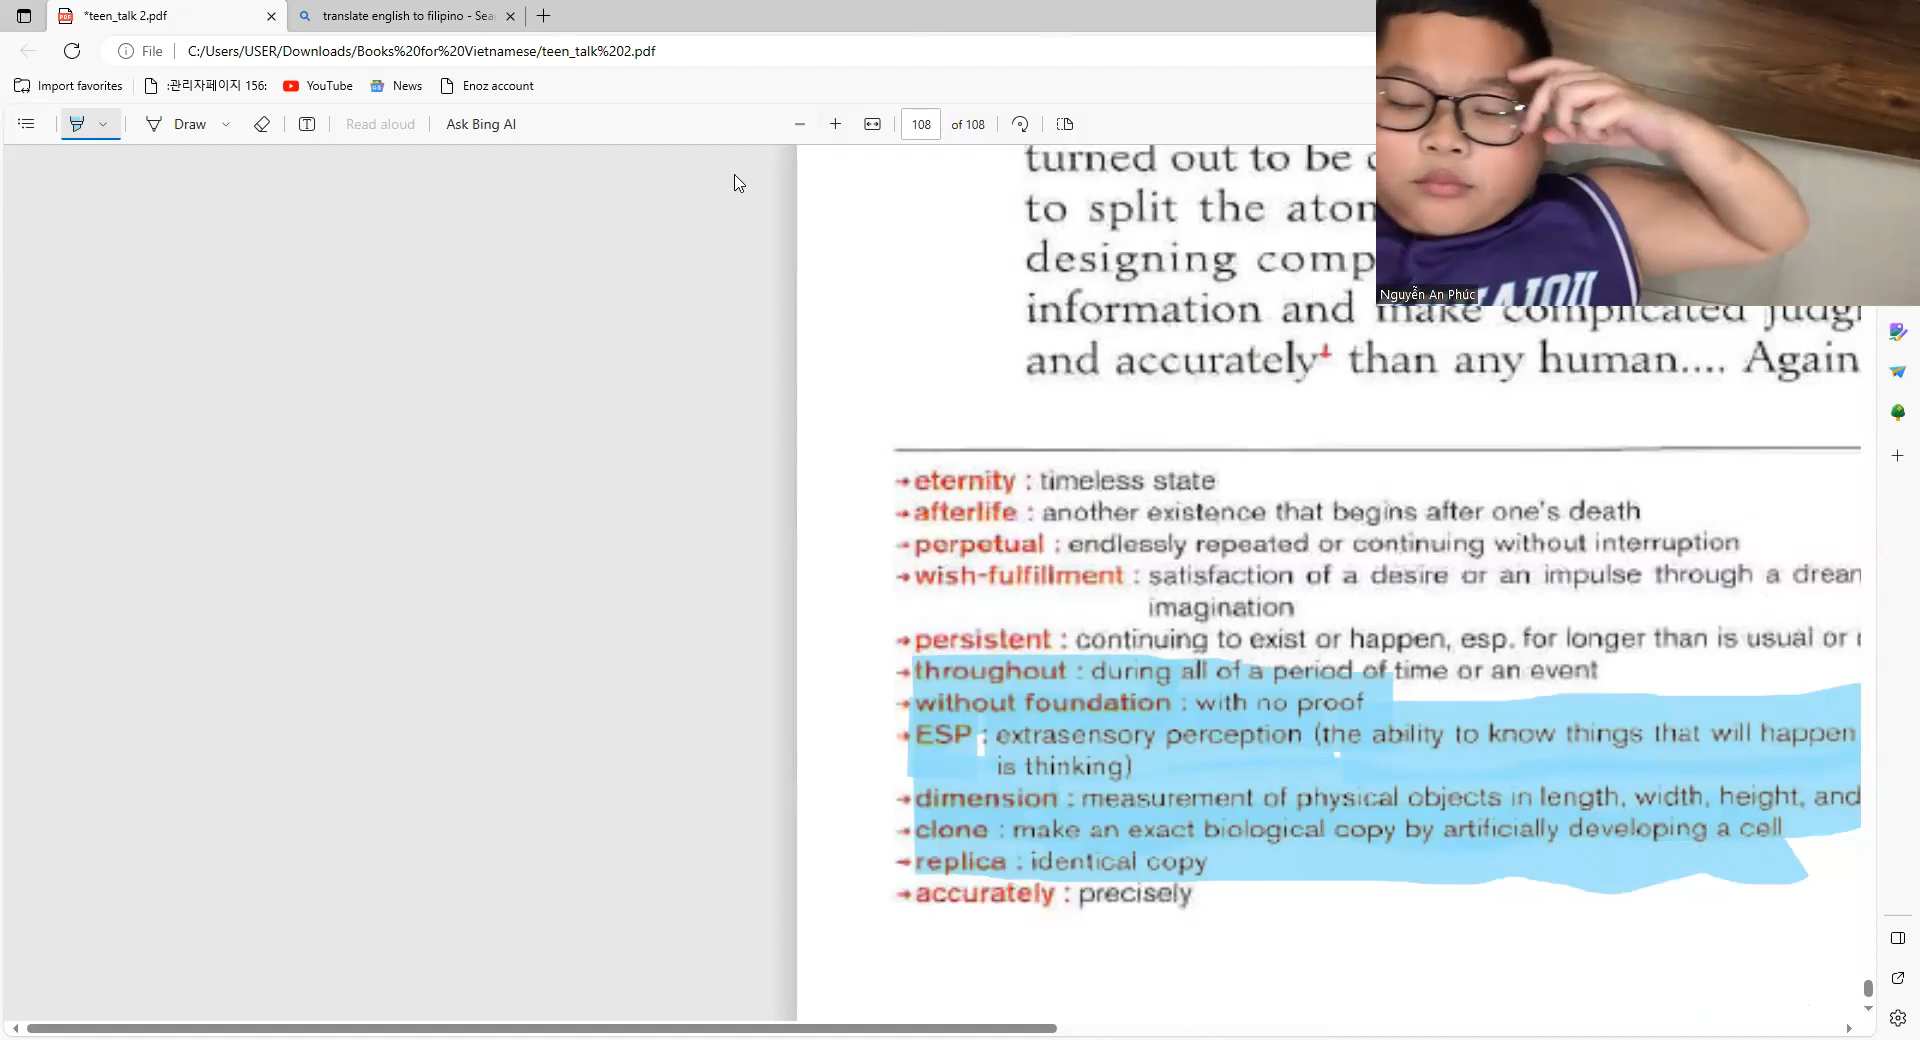 *teen_talk 2.pdf
translate english to filipino - Sea
File
C:/Users/USER/Downloads/Books%20for%20Vietnamese/teen_talk%202.pdf
Import favorites
:관리자페이지 156:
YouTube
News
Enoz account
Draw
Read aloud
Ask Bing AI
108
of 108
turned out to be
to split the atom
designing comp
information and make complicated judg
and accurately than any human.... Again
Nguyễn An Phúc
→eternity : timeless state
→afterlife : another existence that begins after one's death
→perpetual : endlessly repeated or continuing without interruption
→wish-fulfillment : satisfaction of a desire or an impulse through a drean
imagination
→persistent : continuing to exist or happen, esp. for longer than is usual or
→throughout : during all of a period of time or an event
→without foundation : with no proof
→ESP : extrasensory perception (the ability to know things that will happen
is thinking)
→dimension : measurement of physical objects in length, width, height, and
→clone : make an exact biological copy by artificially developing a cell
→replica : identical copy
→accurately : precisely